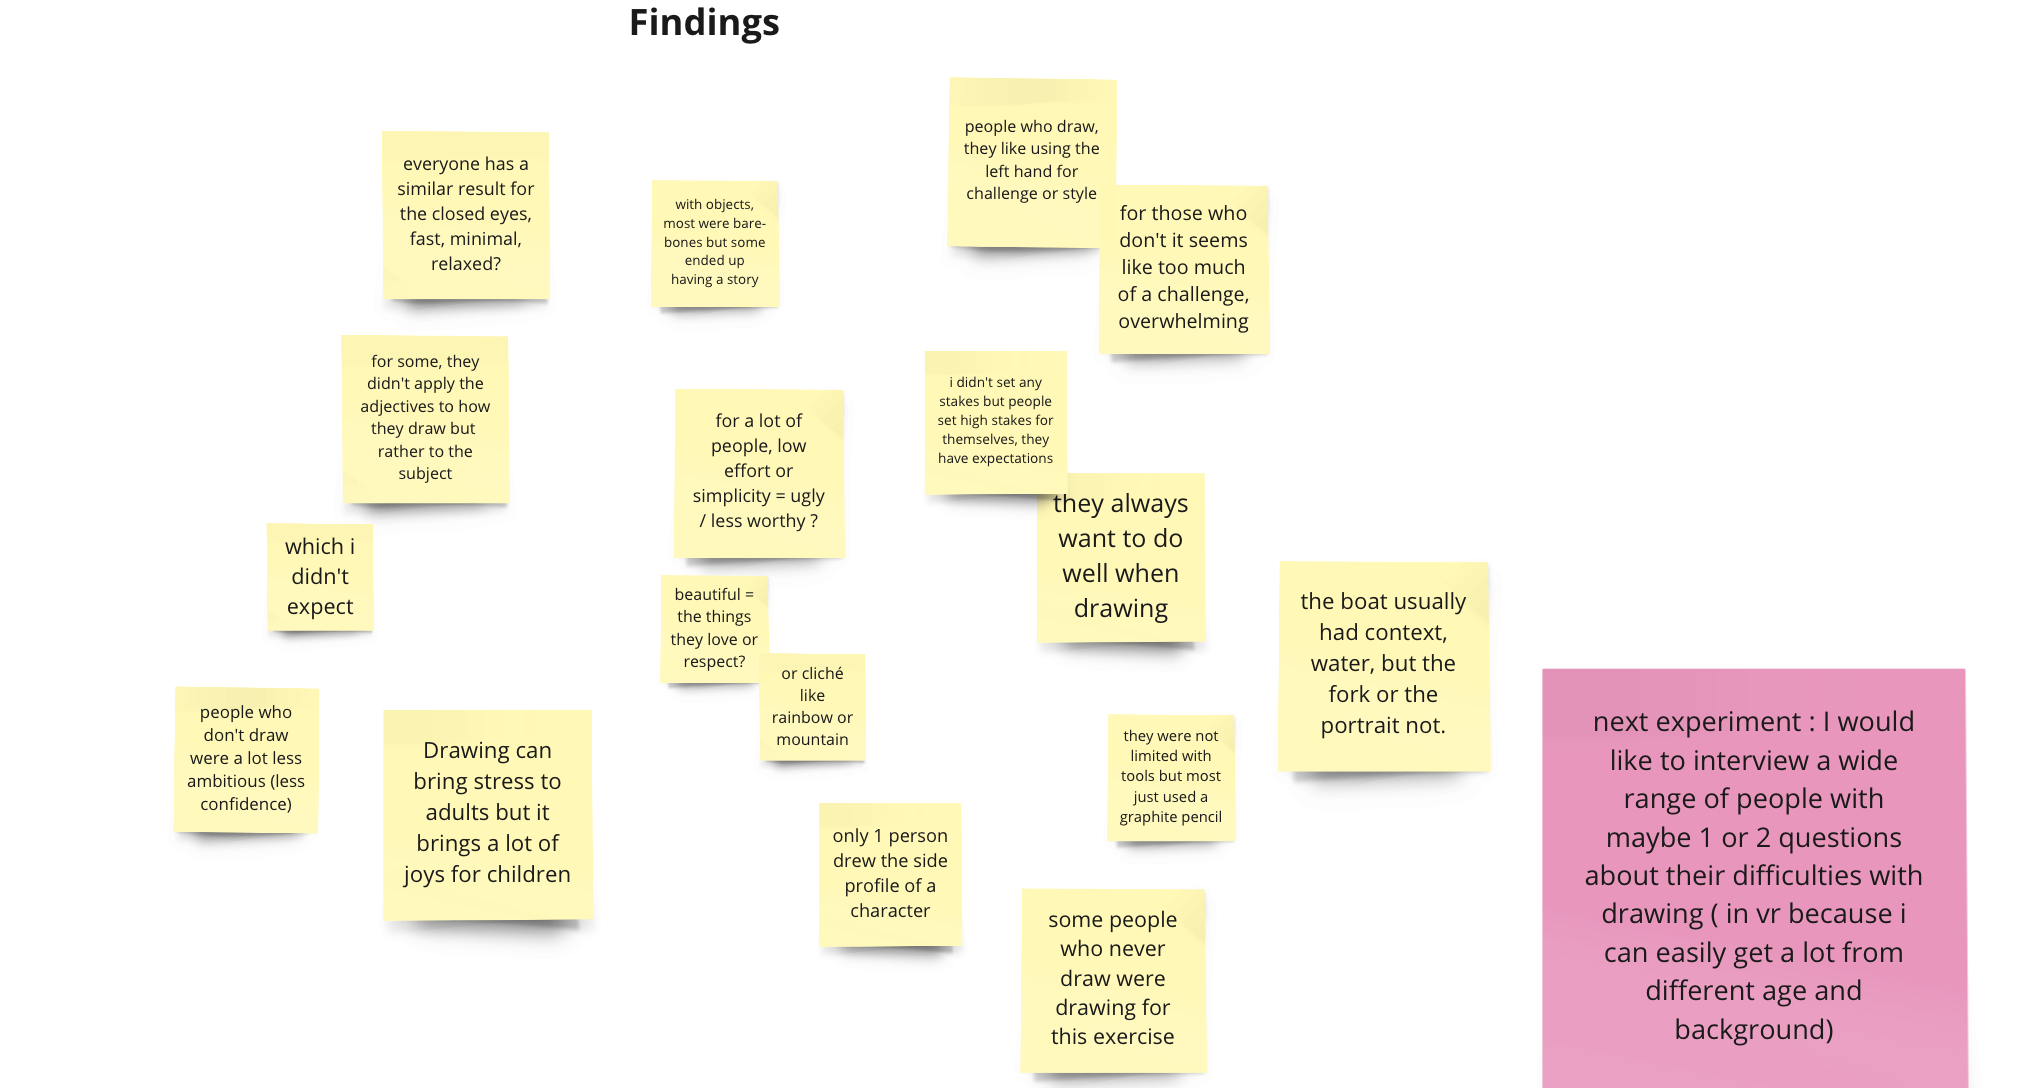 Findings
everyone has a
similar result for
the closed eyes,
fast, minimal,
relaxed?
with objects,
most were bare-
bones but some
ended up
having a story
people who draw,
they like using the
left hand for
challenge or style
for those who
don't it seems
like too much
of a challenge,
overwhelming
for some, they
didn't apply the
adjectives to how
they draw but
rather to the
subject
which i
didn't
expect
for a lot of
people, low
effort or
simplicity = ugly
/ less worthy ?
i didn't set any
stakes but people
set high stakes for
themselves, they
have expectations
they always
want to do
well when
drawing
beautiful =
the things
they love or
respect?
or cliché
like
rainbow or
mountain
the boat usually
had context,
water, but the
fork or the
portrait not.
people who
don't draw
were a lot less
ambitious (less
confidence)
Drawing can
bring stress to
adults but it
brings a lot of
joys for children
they were not
limited with
tools but most
just used a
graphite pencil
only 1 person
drew the side
profile of a
character
some people
who never
draw were
drawing for
this exercise
next experiment : I would
like to interview a wide
range of people with
maybe 1 or 2 questions
about their difficulties with
drawing ( in vr because i
can easily get a lot from
different age and
background)